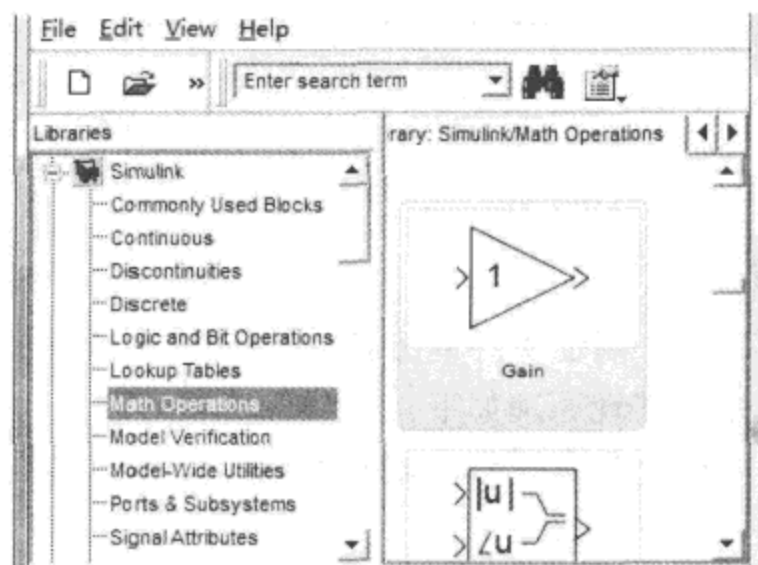 File Edit View Help
» Enter search term
Libraries
rary: Simulink/Math Operations
Simulink
Commonly Used Blocks
Continuous
Discontinuities
Discrete
Logic and Bit Operations
Lookup Tables
Math Operations
Model Verification
Model-Wide Utilities
Ports & Subsystems
Signal Attributes
1
Gain
|u|
∠u